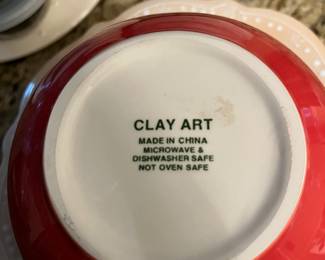 CLAY ART
MADE IN CHINA
MICROWAVE &
DISHWASHER SAFE
NOT OVEN SAFE